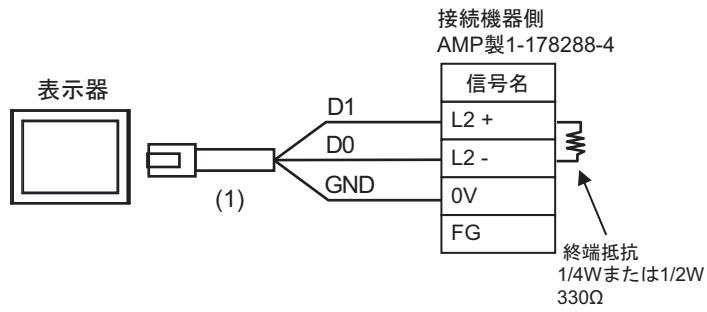 接続機器側
AMP製1-178288-4
表示器
信号名
D1
L2 +
D0
L2 -
GND
0V
(1)
FG
終端抵抗
1/4Wまたは1/2W
330Ω